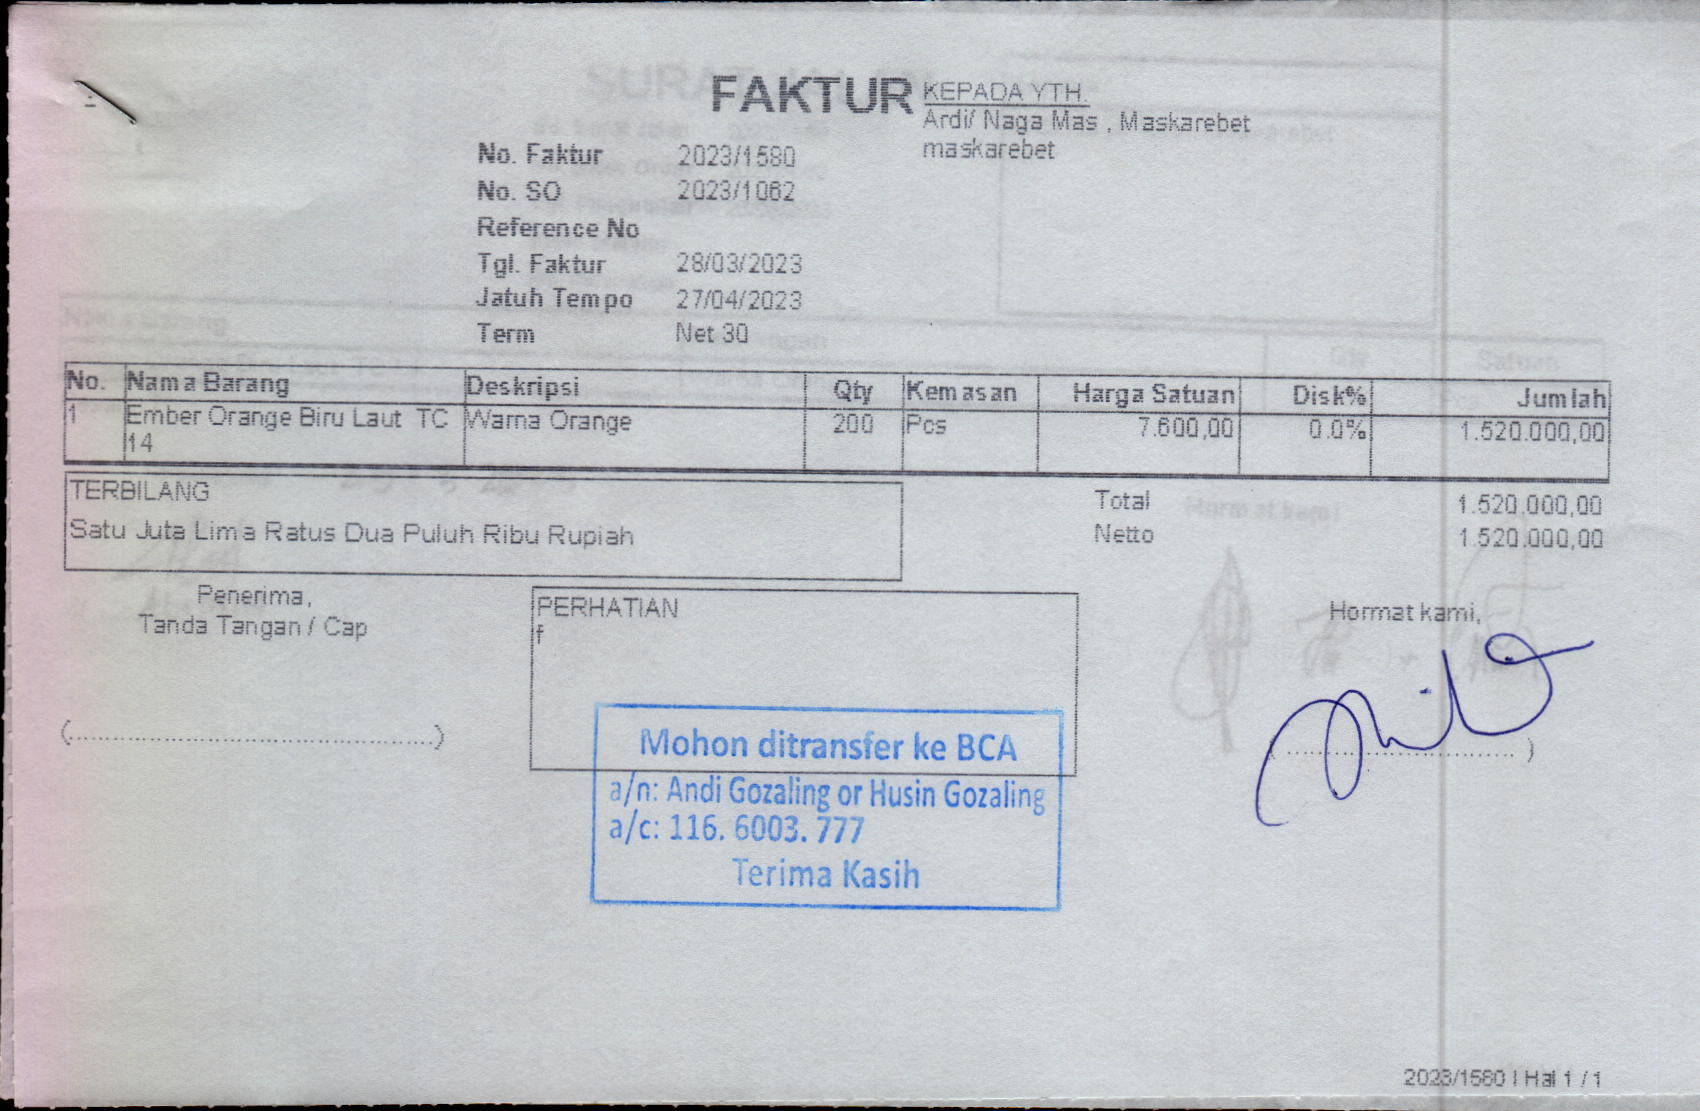 FAKTUR
KEPADA YTH.
Ardi/ Naga Mas , Maskarebet
maskarebet
No. Faktur 2023/1580
No. SO 2023/1062
Reference No
Tgl. Faktur 28/03/2023
Jatuh Tempo 27/04/2023
Term Net 30
No. Nama Barang Deskripsi Qty Kemasan Harga Satuan Disk% Jumlah
1 Ember Orange Biru Laut TC Warna Orange 200 Pcs 7.600,00 0.0% 1.520.000,00
14
TERBILANG
Satu Juta Lima Ratus Dua Puluh Ribu Rupiah
Total 1.520.000,00
Netto 1.520.000,00
Penerima,
Tanda Tangan / Cap
PERHATIAN
f
Hormat kami,
(......................................)
(......................................)
Mohon ditransfer ke BCA
a/n: Andi Gozaling or Husin Gozaling
a/c: 116. 6003. 777
Terima Kasih
2023/1580 | Hal 1 / 1